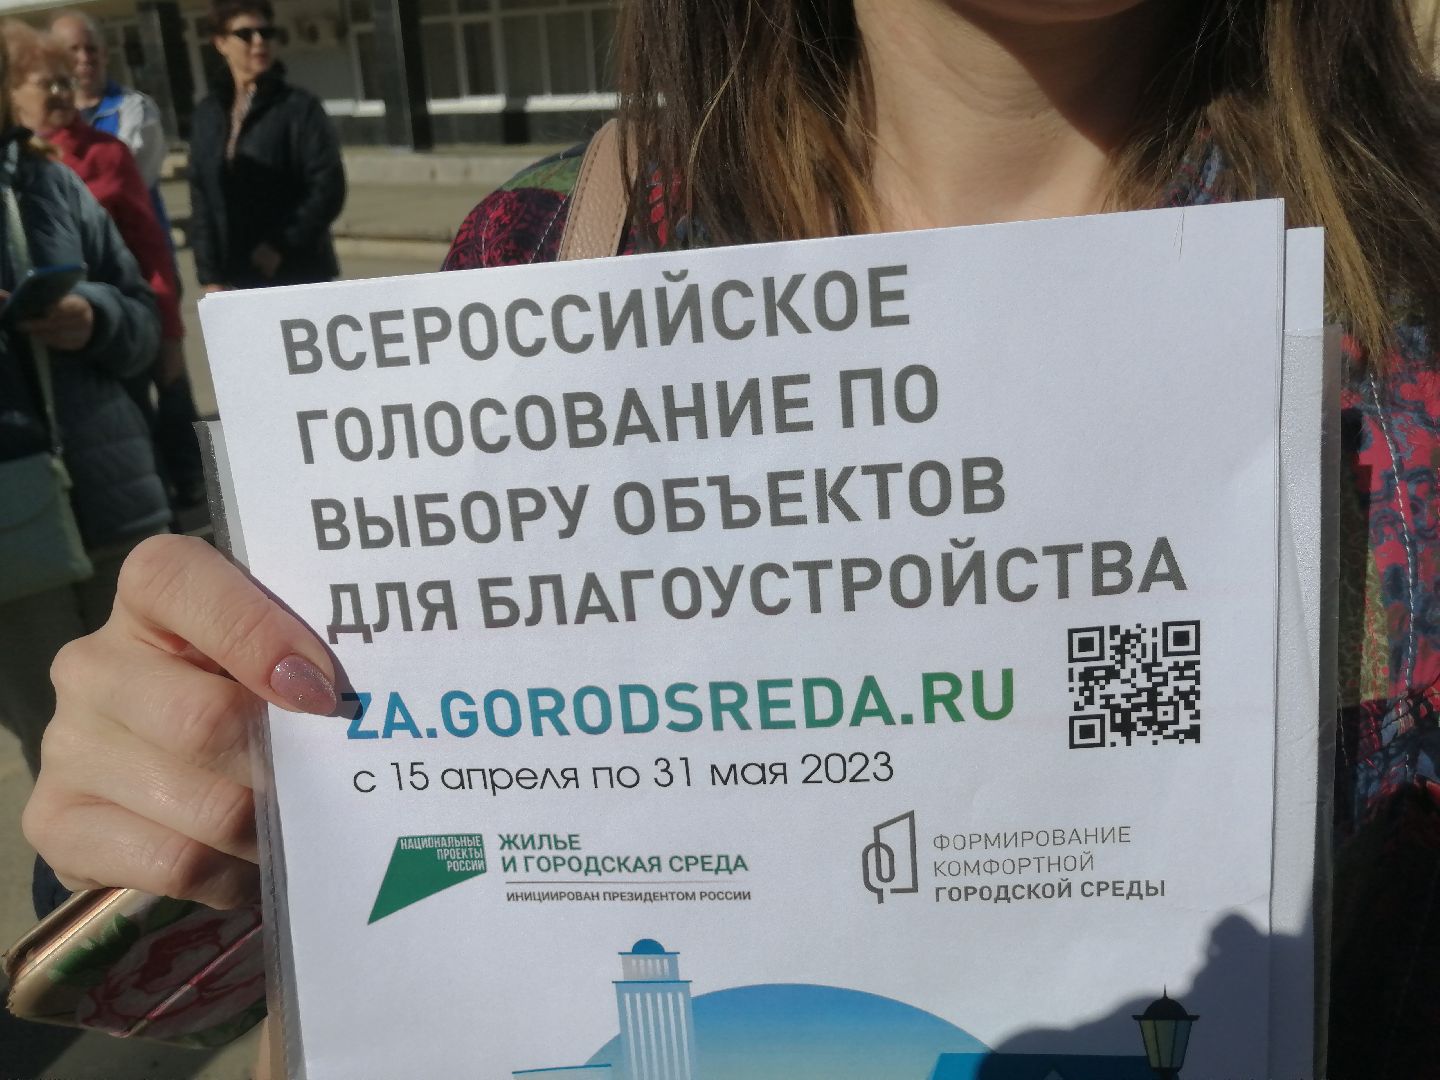 ВСЕРОССИЙСКОЕ
ГОЛОСОВАНИЕ ПО
ВЫБОРУ ОБЪЕКТОВ
ДЛЯ БЛАГОУСТРОЙСТВА
ZA.GORODSREDA.RU
с 15 апреля по 31 мая 2023
НАЦИОНАЛЬНЫЕ
ПРОЕКТЫ
РОССИИ
ЖИЛЬЕ
И ГОРОДСКАЯ СРЕДА
ИНИЦИИРОВАН ПРЕЗИДЕНТОМ РОССИИ
ФОРМИРОВАНИЕ
КОМФОРТНОЙ
ГОРОДСКОЙ СРЕДЫ